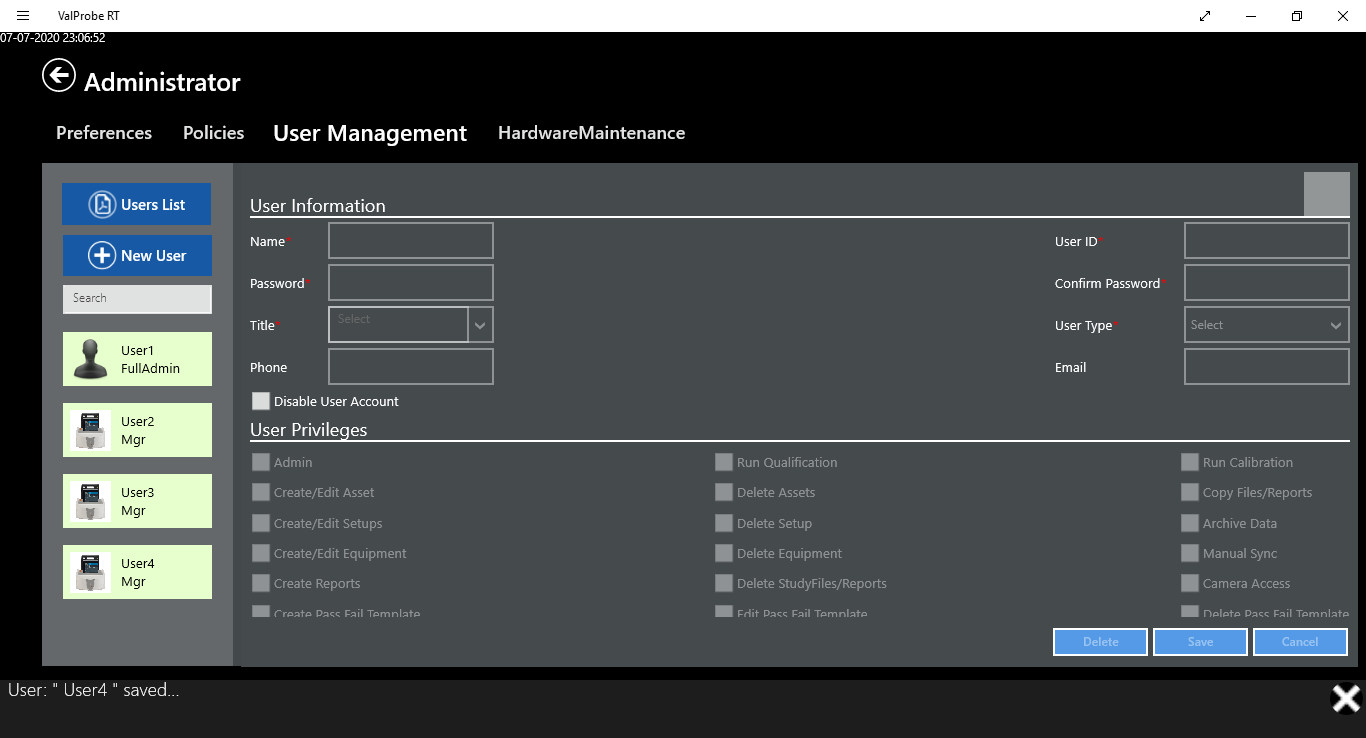 ValProbe RT
07-07-2020 23:06:52
Administrator
Preferences Policies User Management HardwareMaintenance
Users List
New User
Search
User1
FullAdmin
User2
Mgr
User3
Mgr
User4
Mgr
User Information
Name* User ID*
Password* Confirm Password*
Title* Select User Type* Select
Phone Email
Disable User Account
User Privileges
Admin Run Qualification Run Calibration
Create/Edit Asset Delete Assets Copy Files/Reports
Create/Edit Setups Delete Setup Archive Data
Create/Edit Equipment Delete Equipment Manual Sync
Create Reports Delete StudyFiles/Reports Camera Access
Create Pass Fail Template Edit Pass Fail Template Delete Pass Fail Template
Delete Save Cancel
User: " User4 " saved...